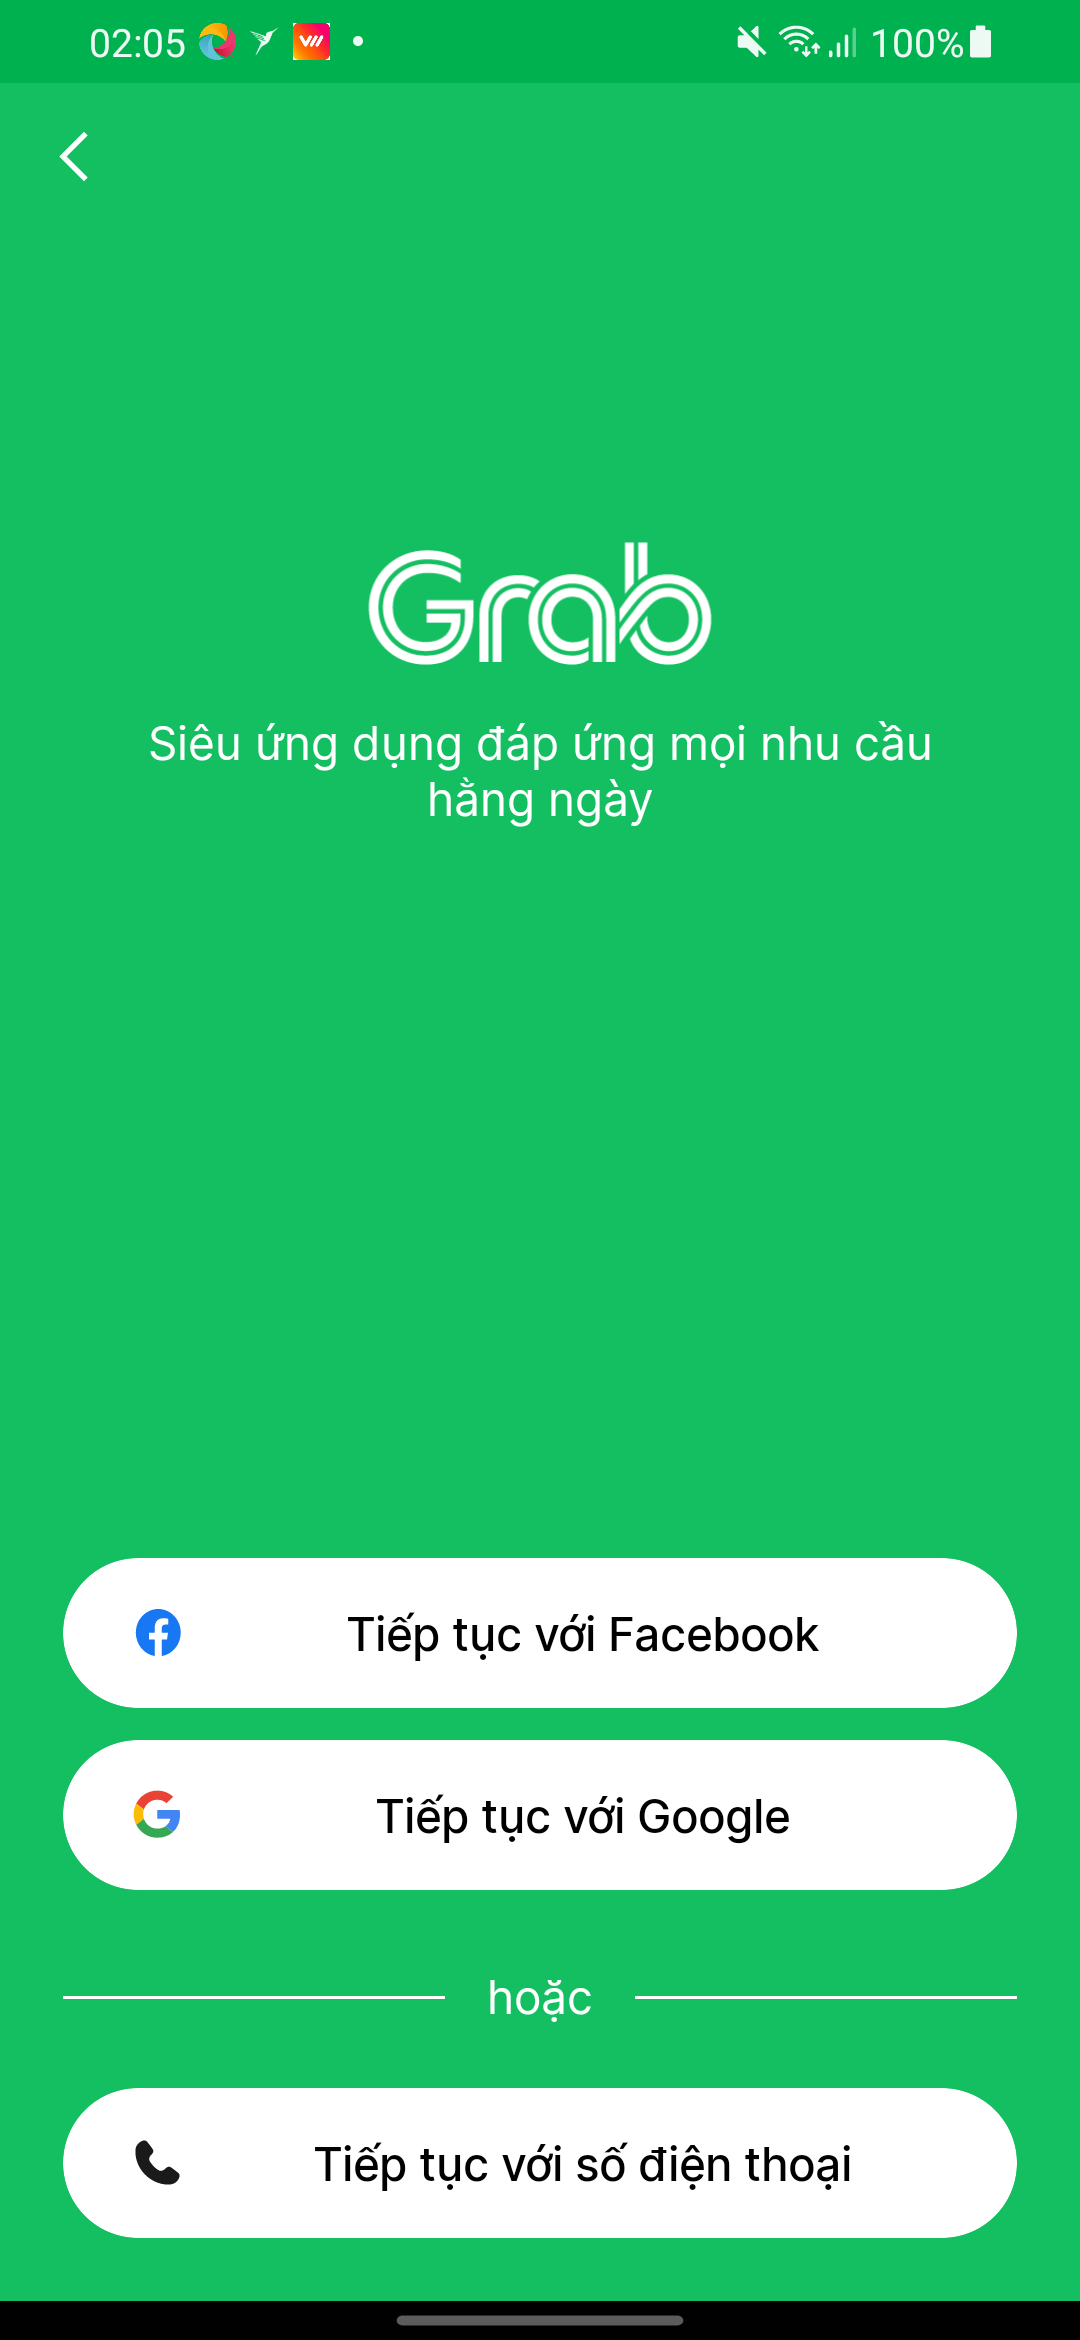 02:05
100%
Grab
Siêu ứng dụng đáp ứng mọi nhu cầu
hằng ngày
Tiếp tục với Facebook
Tiếp tục với Google
hoặc
Tiếp tục với số điện thoại